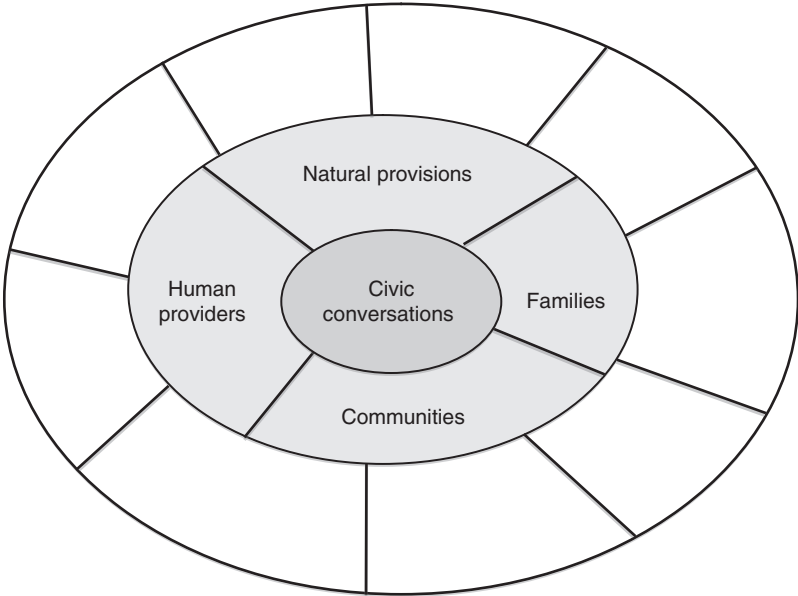 Natural provisions
Human
providers
Civic
conversations
Families
Communities